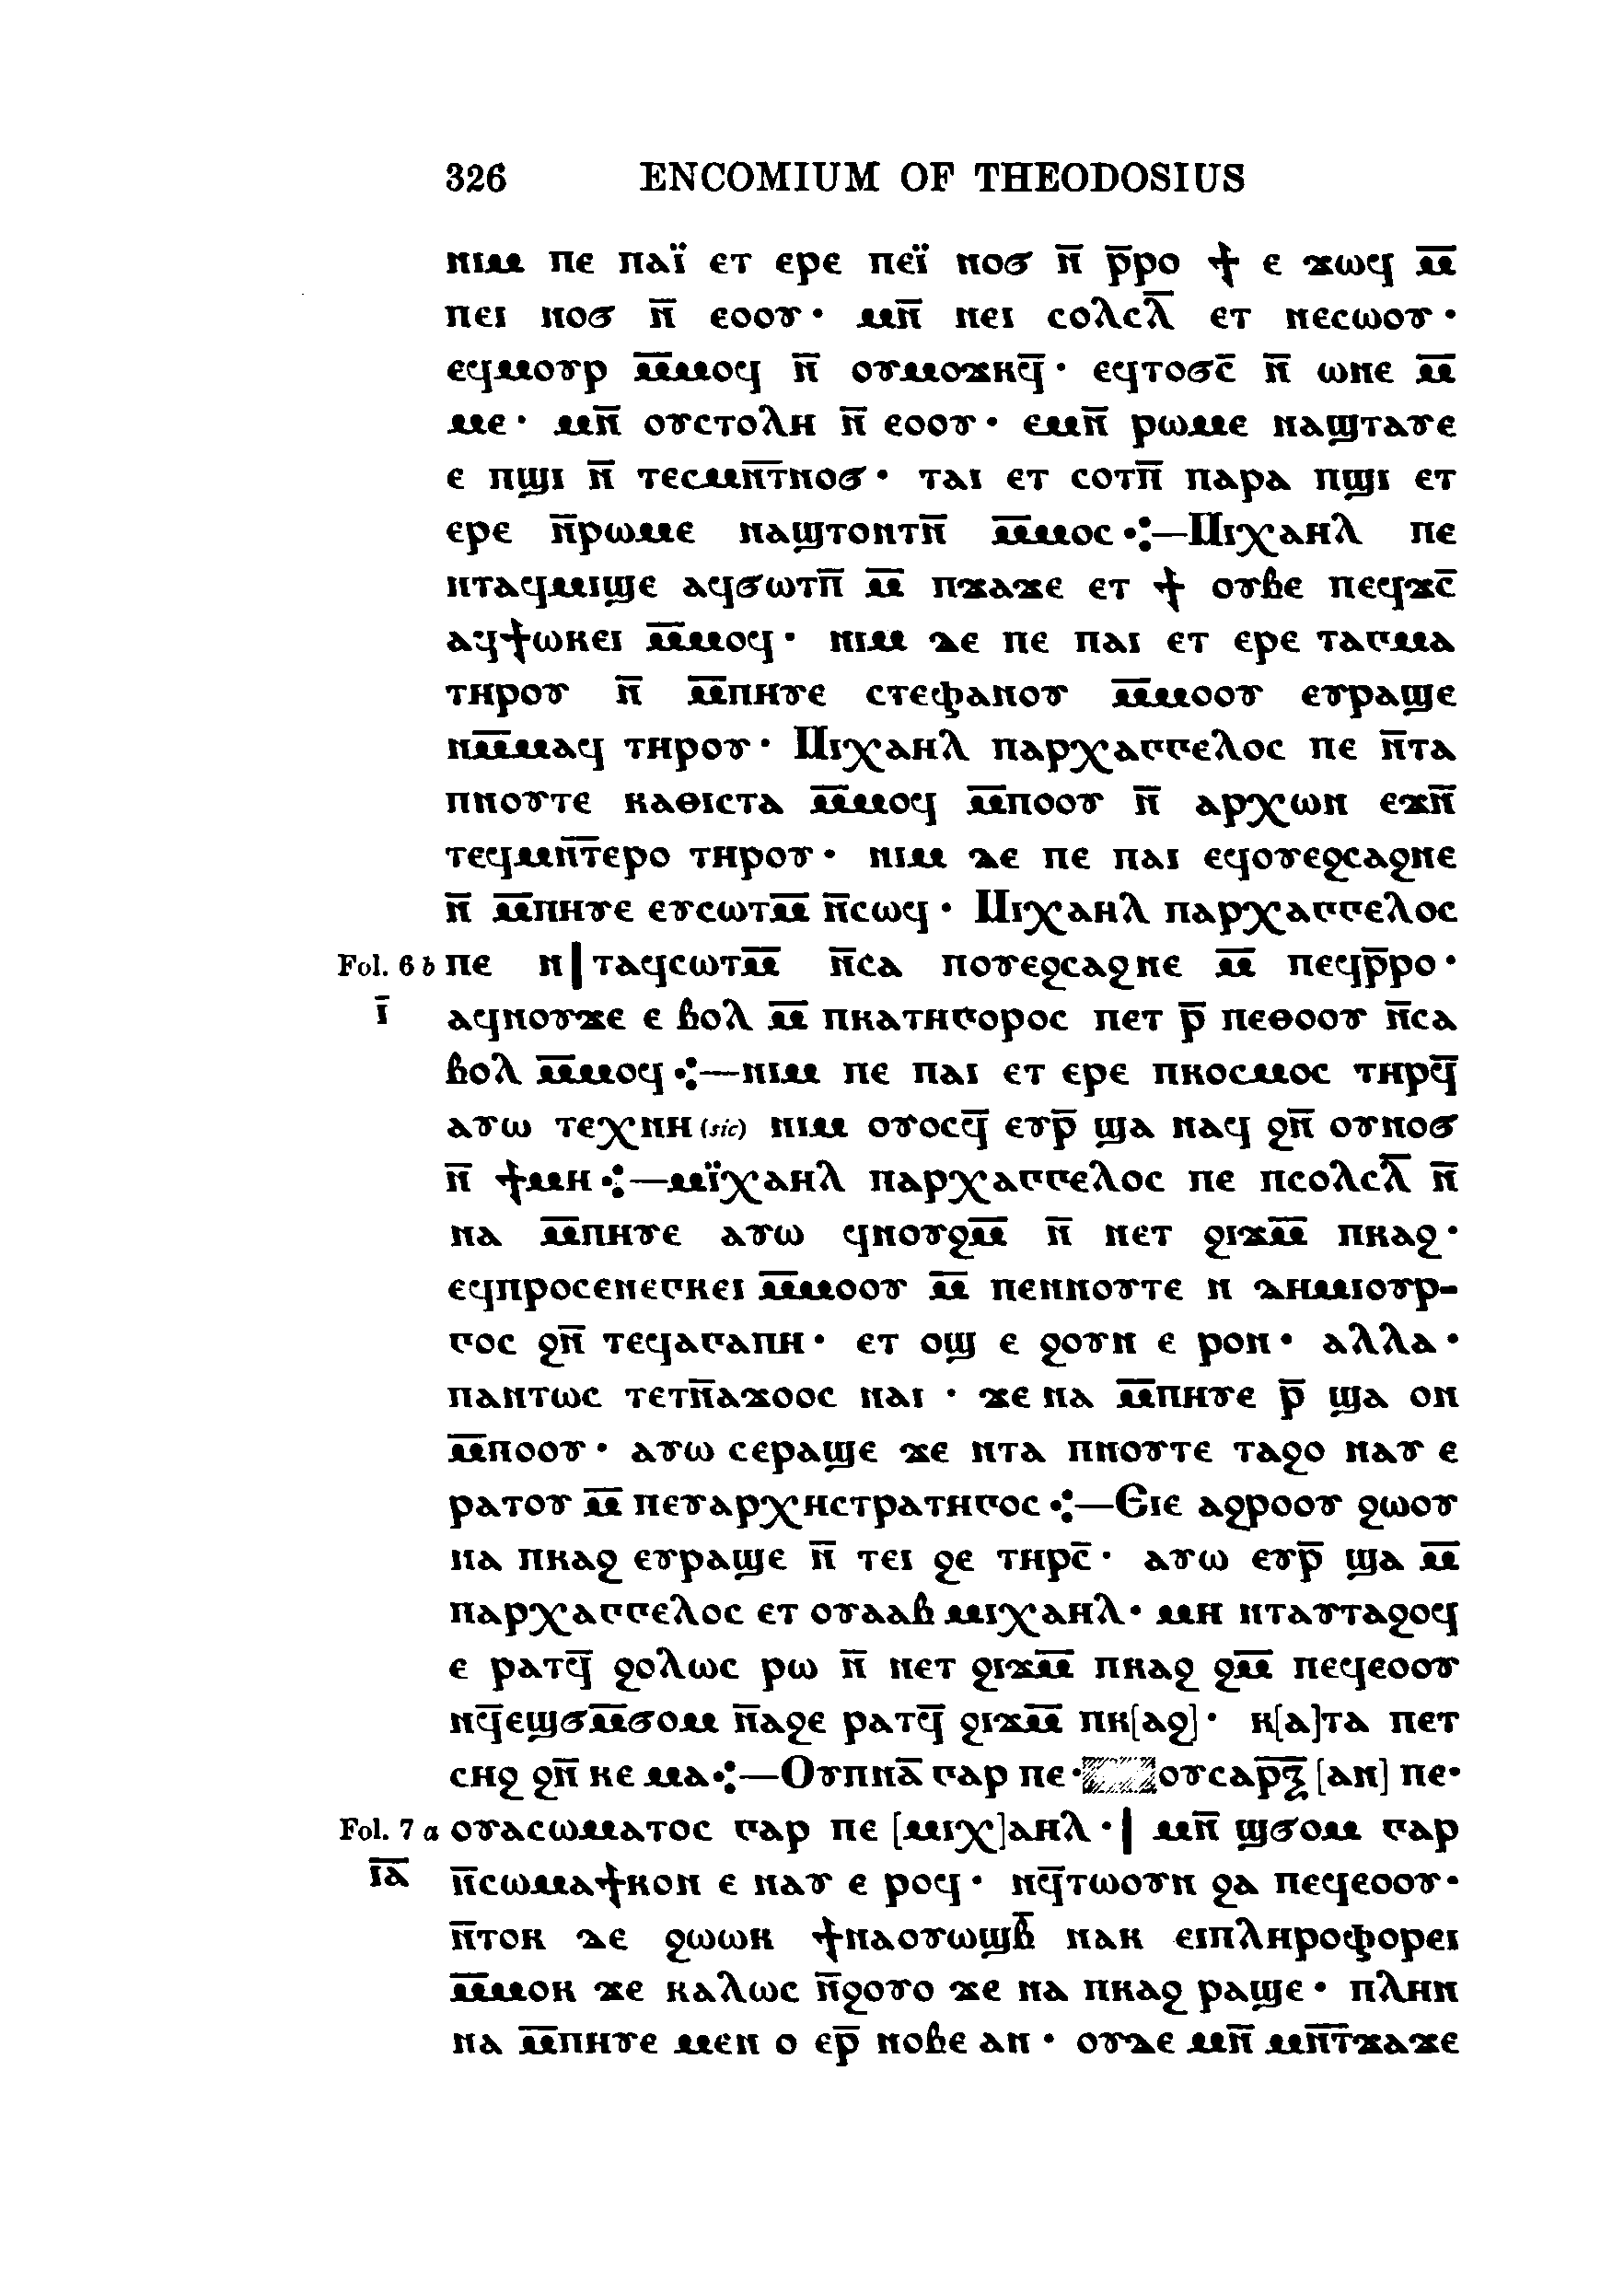 326 ENCOMIUM OF THEODOSIUS
ⲛⲓⲙ ⲡⲉ ⲡⲁⲓ̈ ⲉⲧ ⲉⲣⲉ ⲡⲉⲓ̈ ⲛⲟϭ ⲛ̄ ⲣ̄ⲣⲟ ϯ ⲉ ϫⲱϥ ⲙ̄
ⲡⲉⲓ ⲛⲟϭ ⲛ̄ ⲉⲟⲟⲩ· ⲙⲛ̄ ⲡⲉⲓ ⲥⲟⲗⲥⲗ̄ ⲉⲧ ⲛⲉⲥⲱⲟⲩ·
ⲉϥⲙⲟⲩⲣ ⲙ̄ⲙⲟϥ ⲛ̄ ⲟⲩⲙⲟϫⲕϥ̄· ⲉϥⲧⲟϭⲥ̄ ⲛ̄ ⲱⲛⲉ ⲙ̄
ⲙⲉ· ⲙⲛ̄ ⲟⲩⲥⲧⲟⲗⲏ ⲛ̄ ⲉⲟⲟⲩ· ⲉⲙⲛ̄ ⲣⲱⲙⲉ ⲛⲁϣⲧⲁⲩⲉ
ⲉ ⲡϣⲓ ⲛ̄ ⲧⲉⲥⲙⲛ̄ⲧⲛⲟϭ· ⲧⲁⲓ ⲉⲧ ⲥⲟⲧⲡ̄ ⲡⲁⲣⲁ ⲡϣⲓ ⲉⲧ
ⲉⲣⲉ ⲛ̄ⲣⲱⲙⲉ ⲛⲁϣⲧⲟⲛⲧⲛ̄ ⲙ̄ⲙⲟⲥ ⁘—Ⲙⲓⲭⲁⲏⲗ ⲡⲉ
ⲛⲧⲁϥⲙⲓϣⲉ ⲁϥϭⲱⲧⲡ̄ ⲙ̄ ⲡϫⲁϫⲉ ⲉⲧ ϯ ⲟⲩⲃⲉ ⲡⲉϥϫⲥ̄
ⲁϥϯⲱⲕⲉⲓ ⲙ̄ⲙⲟϥ· ⲛⲓⲙ ⲇⲉ ⲡⲉ ⲡⲁⲓ ⲉⲧ ⲉⲣⲉ ⲧⲁⲅⲙⲁ
ⲧⲏⲣⲟⲩ ⲛ̄ ⲙ̄ⲡⲏⲩⲉ ⲥⲧⲉⲫⲁⲛⲟⲩ ⲙ̄ⲙⲟⲟⲩ ⲉⲩⲣⲁϣⲉ
ⲛⲙ̄ⲙⲁϥ ⲧⲏⲣⲟⲩ· Ⲙⲓⲭⲁⲏⲗ ⲡⲁⲣⲭⲁⲅⲅⲉⲗⲟⲥ ⲡⲉ ⲛ̄ⲧⲁ
ⲡⲛⲟⲩⲧⲉ ⲕⲁⲑⲓⲥⲧⲁ ⲙ̄ⲙⲟϥ ⲙ̄ⲡⲟⲟⲩ ⲛ̄ ⲁⲣⲭⲱⲛ ⲉϫⲛ̄
ⲧⲉϥⲙⲛ̄ⲧⲉⲣⲟ ⲧⲏⲣⲟⲩ· ⲛⲓⲙ ⲇⲉ ⲡⲉ ⲡⲁⲓ ⲉϥⲟⲩⲉϩⲥⲁϩⲛⲉ
ⲛ̄ ⲙ̄ⲡⲏⲩⲉ ⲉⲩⲥⲱⲧⲙ̄ ⲛ̄ⲥⲱϥ· Ⲙⲓⲭⲁⲏⲗ ⲡⲁⲣⲭⲁⲅⲅⲉⲗⲟⲥ
Fol. 6 b ⲡⲉ ⲛ|ⲧⲁϥⲥⲱⲧⲙ̄ ⲛ̄ⲥⲁ ⲡⲟⲩⲉϩⲥⲁϩⲛⲉ ⲙ̄ ⲡⲉϥⲣ̄ⲣⲟ·
ⲓ̄ ⲁϥⲛⲟⲩϫⲉ ⲉ ⲃⲟⲗ ⲙ̄ ⲡⲕⲁⲧⲏⲅⲟⲣⲟⲥ ⲡⲉⲧ ⲣ̄ ⲡⲉⲑⲟⲟⲩ ⲛ̄ⲥⲁ
ⲃⲟⲗ ⲙ̄ⲙⲟϥ ⁘—ⲛⲓⲙ ⲡⲉ ⲡⲁⲓ ⲉⲧ ⲉⲣⲉ ⲡⲕⲟⲥⲙⲟⲥ ⲧⲏⲣϥ̄
ⲁⲩⲱ ⲧⲉⲭⲡⲏ (sic) ⲛⲓⲙ ⲟⲩⲟⲥϥ̄ ⲉⲩⲣ̄ ϣⲁ ⲛⲁϥ ϩⲛ̄ ⲟⲩⲛⲟϭ
ⲛ̄ ϯⲙⲏ ⁘—ⲙⲓ̈ⲭⲁⲏⲗ ⲡⲁⲣⲭⲁⲅⲅⲉⲗⲟⲥ ⲡⲉ ⲡⲥⲟⲗⲥⲗ̄ ⲛ̄
ⲛⲁ ⲙ̄ⲡⲏⲩⲉ ⲁⲩⲱ ϥⲛⲟⲩϩⲙ̄ ⲛ̄ ⲛⲉⲧ ϩⲓϫⲙ̄ ⲡⲕⲁϩ·
ⲉϥⲡⲣⲟⲥⲉⲛⲉⲅⲕⲉⲓ ⲙ̄ⲙⲟⲟⲩ ⲙ̄ ⲡⲉⲛⲛⲟⲩⲧⲉ ⲛ ⲇⲏⲙⲓⲟⲩⲣ-
ⲅⲟⲥ ϩⲛ̄ ⲧⲉϥⲁⲅⲁⲡⲏ· ⲉⲧ ⲟϣ ⲉ ϩⲟⲩⲛ ⲉ ⲣⲟⲛ· ⲁⲗⲗⲁ·
ⲡⲁⲛⲧⲱⲥ ⲧⲉⲧⲛ̄ⲁϫⲟⲟⲥ ⲛⲁⲓ · ϫⲉ ⲛⲁ ⲙ̄ⲡⲏⲩⲉ ⲣ̄ ϣⲁ ⲟⲛ
ⲙ̄ⲡⲟⲟⲩ· ⲁⲩⲱ ⲥⲉⲣⲁϣⲉ ϫⲉ ⲛⲧⲁ ⲡⲛⲟⲩⲧⲉ ⲧⲁϩⲟ ⲛⲁⲩ ⲉ
ⲣⲁⲧⲟⲩ ⲙ̄ ⲡⲉⲩⲁⲣⲭⲏⲥⲧⲣⲁⲧⲏⲅⲟⲥ ⁘—Ⲉⲓⲉ ⲁϩⲣⲟⲟⲩ ϩⲱⲟⲩ
ⲛⲁ ⲡⲕⲁϩ ⲉⲩⲣⲁϣⲉ ⲛ̄ ⲧⲉⲓ ϩⲉ ⲧⲏⲣⲥ̄· ⲁⲩⲱ ⲉⲩⲣ̄ ϣⲁ ⲙ̄
ⲡⲁⲣⲭⲁⲅⲅⲉⲗⲟⲥ ⲉⲧ ⲟⲩⲁⲁⲃ ⲙⲓⲭⲁⲏⲗ· ⲙⲏ ⲛⲧⲁⲩⲧⲁϩⲟϥ
ⲉ ⲣⲁⲧϥ̄ ϩⲟⲗⲱⲥ ⲣⲱ ⲛ̄ ⲛⲉⲧ ϩⲓϫⲙ̄ ⲡⲕⲁϩ ϩⲙ̄ ⲡⲉϥⲉⲟⲟⲩ
ⲛϥ̄ⲉϣϭⲙ̄ϭⲟⲙ ⲛ̄ⲁϩⲉ ⲣⲁⲧϥ̄ ϩⲓϫⲙ̄ ⲡⲕ[ⲁϩ]· ⲕ[ⲁ]ⲧⲁ ⲡⲉⲧ
ⲥⲏϩ ϩⲛ̄ ⲕⲉ ⲙⲁ ⁘—Ⲟⲩⲡⲛⲁ̄ ⲅⲁⲣ ⲡⲉ· ⲟⲩⲥⲁⲣⲝ̄ [ⲁⲛ] ⲡⲉ·
Fol. 7 a ⲟⲩⲁⲥⲱⲙⲁⲧⲟⲥ ⲅⲁⲣ ⲡⲉ [ⲙⲓⲭ]ⲁⲏⲗ·| ⲙⲛ̄ ϣϭⲟⲙ ⲅⲁⲣ
ⲓⲁ̄ ⲛ̄ⲥⲱⲙⲁϯⲕⲟⲛ ⲉ ⲛⲁⲩ ⲉ ⲣⲟϥ· ⲛϥ̄ⲧⲱⲟⲩⲛ ϩⲁ ⲡⲉϥⲉⲟⲟⲩ·
ⲛ̄ⲧⲟⲕ ⲇⲉ ϩⲱⲱⲕ ϯⲛⲁⲟⲩⲱϣⲃ̄ ⲛⲁⲕ ⲉⲓⲡⲗⲏⲣⲟⲫⲟⲣⲉⲓ
ⲙ̄ⲙⲟⲕ ϫⲉ ⲕⲁⲗⲱⲥ ⲛ̄ϩⲟⲩⲟ ϫⲉ ⲛⲁ ⲡⲕⲁϩ ⲣⲁϣⲉ· ⲡⲗⲏⲛ
ⲛⲁ ⲙ̄ⲡⲏⲩⲉ ⲙⲉⲛ ⲟ ⲉⲣ̄ ⲛⲟⲃⲉ ⲁⲛ· ⲟⲩⲇⲉ ⲙⲛ̄ ⲙⲛ̄ⲧϫⲁϫⲉ